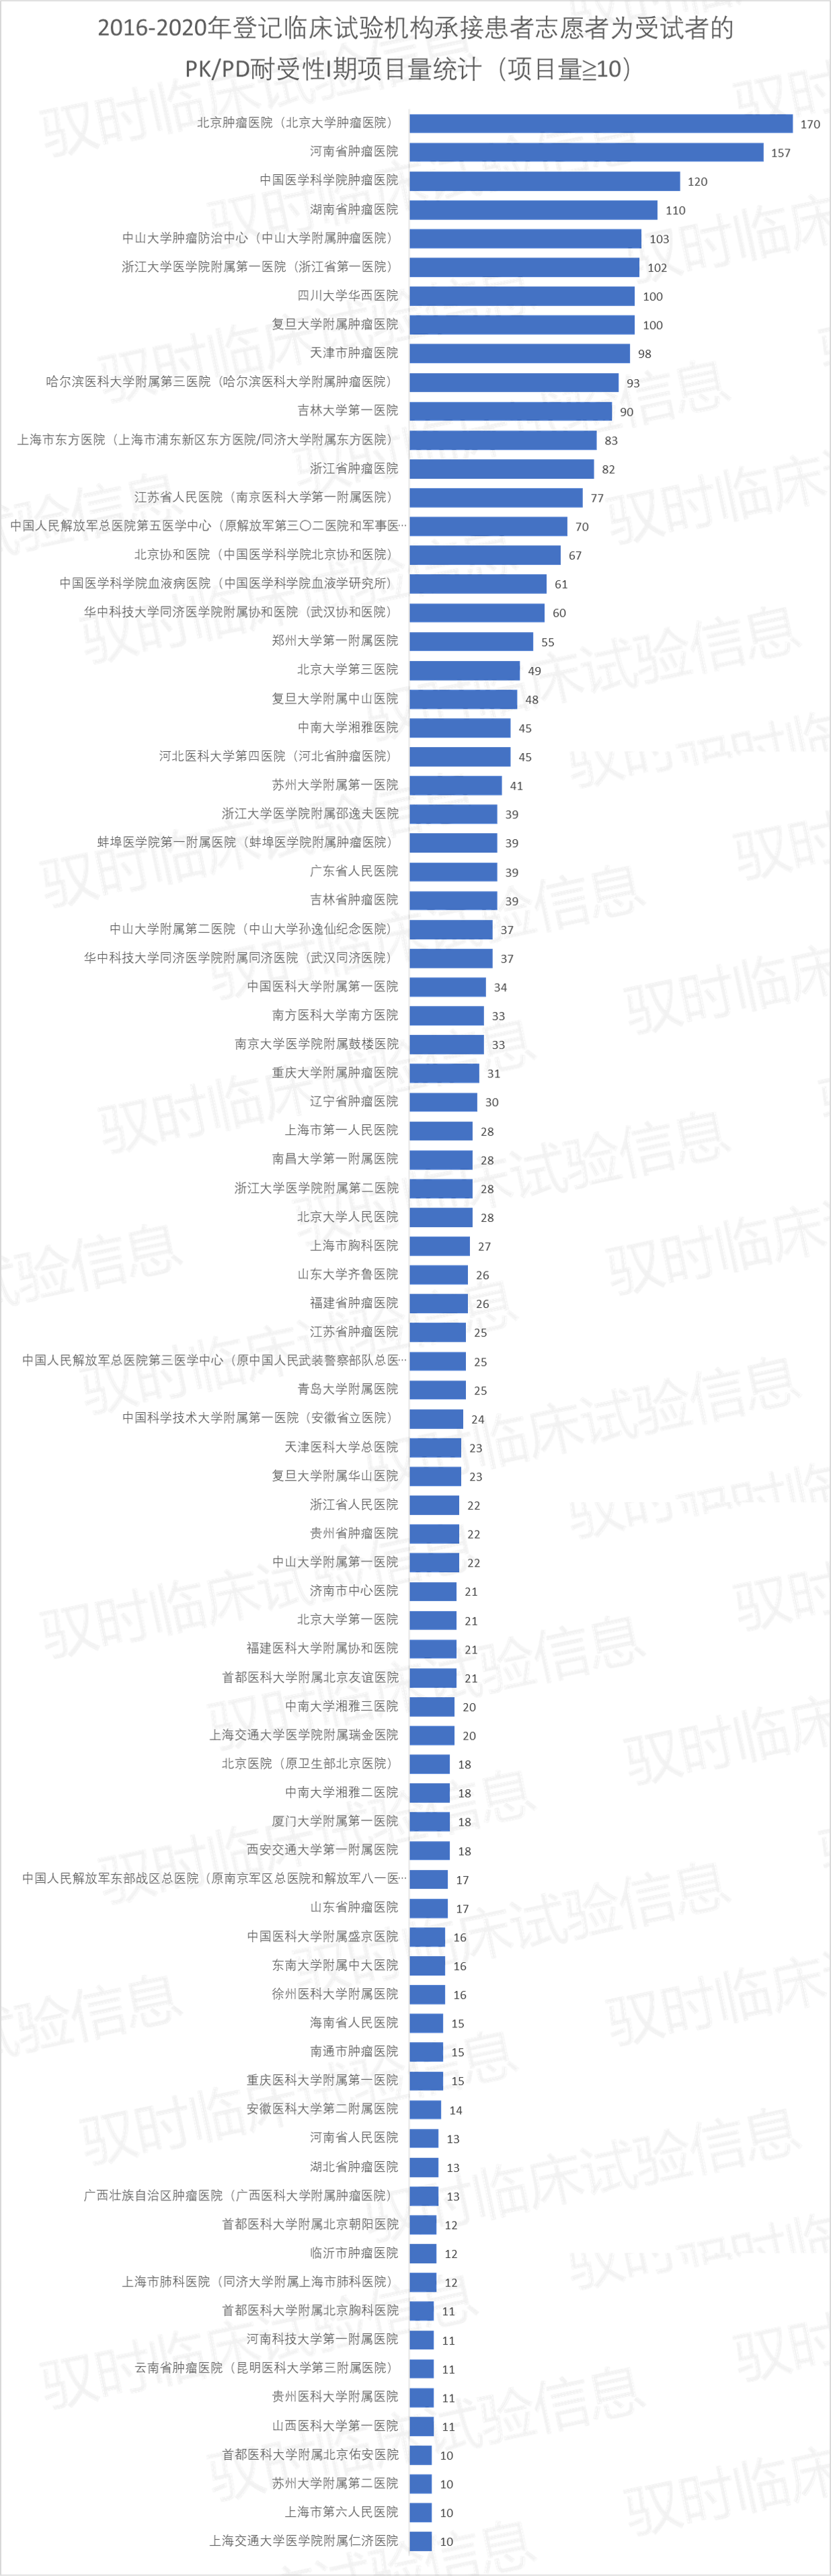 2016-2020年登记临床试验机构承接患者志愿者为受试者的
PK/PD耐受性I期项目量统计（项目量≧10）
北京肿瘤医院（北京大学肿瘤医院） 170
河南省肿瘤医院 157
中国医学科学院肿瘤医院 120
湖南省肿瘤医院 110
中山大学肿瘤防治中心（中山大学附属肿瘤医院） 103
浙江大学医学院附属第一医院（浙江省第一医院） 102
四川大学华西医院 100
复旦大学附属肿瘤医院 100
天津市肿瘤医院 98
哈尔滨医科大学附属第三医院（哈尔滨医科大学附属肿瘤医院） 93
吉林大学第一医院 90
上海市东方医院（上海市浦东新区东方医院/同济大学附属东方医院） 83
浙江省肿瘤医院 82
江苏省人民医院（南京医科大学第一附属医院） 77
中国人民解放军总医院第五医学中心（原解放军第三〇二医院和军事医… 70
北京协和医院（中国医学科学院北京协和医院） 67
中国医学科学院血液病医院（中国医学科学院血液学研究所） 61
华中科技大学同济医学院附属协和医院（武汉协和医院） 60
郑州大学第一附属医院 55
北京大学第三医院 49
复旦大学附属中山医院 48
中南大学湘雅医院 45
河北医科大学第四医院（河北省肿瘤医院） 45
苏州大学附属第一医院 41
浙江大学医学院附属邵逸夫医院 39
蚌埠医学院第一附属医院（蚌埠医学院附属肿瘤医院） 39
广东省人民医院 39
吉林省肿瘤医院 39
中山大学附属第二医院（中山大学孙逸仙纪念医院） 37
华中科技大学同济医学院附属同济医院（武汉同济医院） 37
中国医科大学附属第一医院 34
南方医科大学南方医院 33
南京大学医学院附属鼓楼医院 33
重庆大学附属肿瘤医院 31
辽宁省肿瘤医院 30
上海市第一人民医院 28
南昌大学第一附属医院 28
浙江大学医学院附属第二医院 28
北京大学人民医院 28
上海市胸科医院 27
山东大学齐鲁医院 26
福建省肿瘤医院 26
江苏省肿瘤医院 25
中国人民解放军总医院第三医学中心（原中国人民武装警察部队总医… 25
青岛大学附属医院 25
中国科学技术大学附属第一医院（安徽省立医院） 24
天津医科大学总医院 23
复旦大学附属华山医院 23
浙江省人民医院 22
贵州省肿瘤医院 22
中山大学附属第一医院 22
济南市中心医院 21
北京大学第一医院 21
福建医科大学附属协和医院 21
首都医科大学附属北京友谊医院 21
中南大学湘雅三医院 20
上海交通大学医学院附属瑞金医院 20
北京医院（原卫生部北京医院） 18
中南大学湘雅二医院 18
厦门大学附属第一医院 18
西安交通大学第一附属医院 18
中国人民解放军东部战区总医院（原南京军区总医院和解放军八一医… 17
山东省肿瘤医院 17
中国医科大学附属盛京医院 16
东南大学附属中大医院 16
徐州医科大学附属医院 16
海南省人民医院 15
南通市肿瘤医院 15
重庆医科大学附属第一医院 15
安徽医科大学第二附属医院 14
河南省人民医院 13
湖北省肿瘤医院 13
广西壮族自治区肿瘤医院（广西医科大学附属肿瘤医院） 13
首都医科大学附属北京朝阳医院 12
临沂市肿瘤医院 12
上海市肺科医院（同济大学附属上海市肺科医院） 12
首都医科大学附属北京胸科医院 11
河南科技大学第一附属医院 11
云南省肿瘤医院（昆明医科大学第三附属医院） 11
贵州医科大学附属医院 11
山西医科大学第一医院 11
首都医科大学附属北京佑安医院 10
苏州大学附属第二医院 10
上海市第六人民医院 10
上海交通大学医学院附属仁济医院 10
驭时临床试验信息